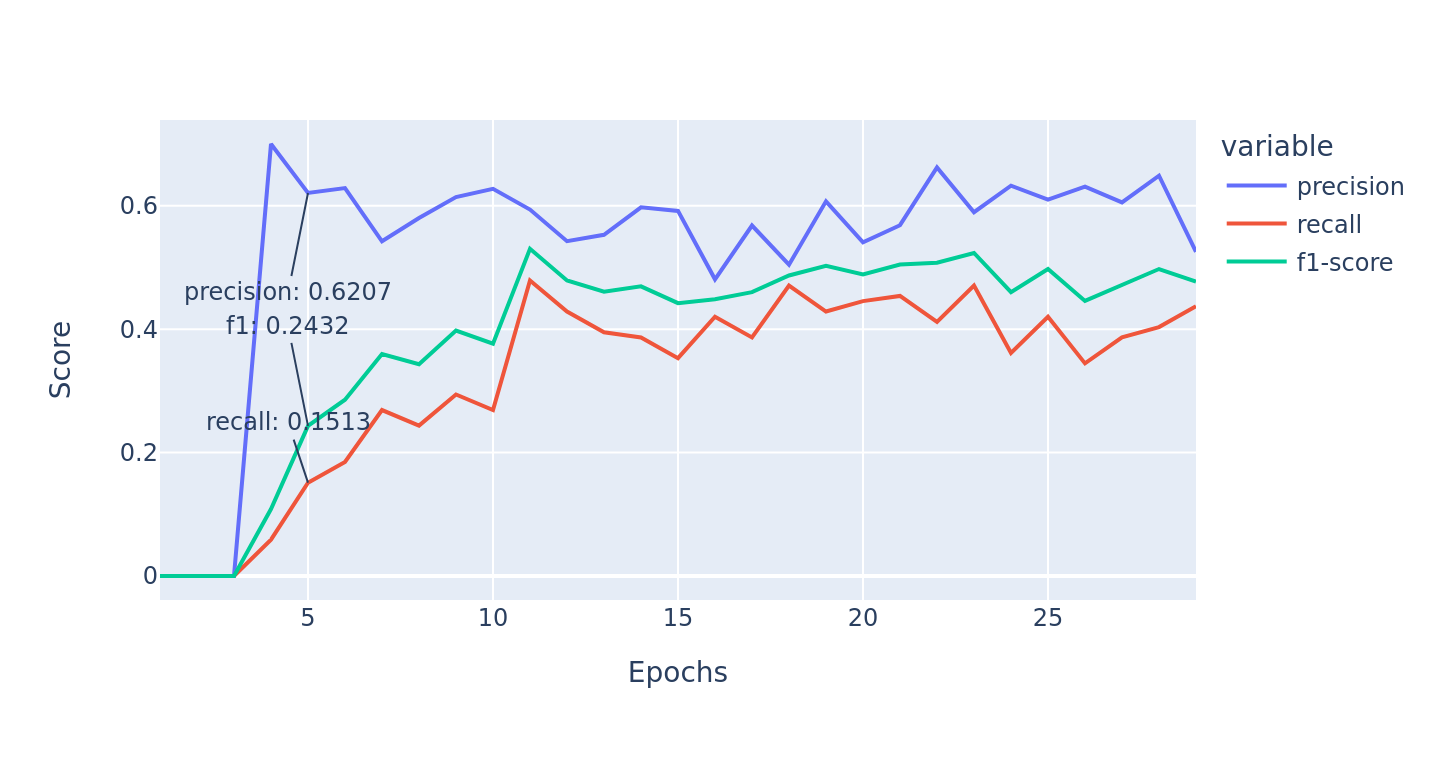 variable
precision
recall
f1-score
Score
0.6
0.4
0.2
0
precision: 0.6207
f1: 0.2432
recall: 0.1513
5
10
15
20
25
Epochs